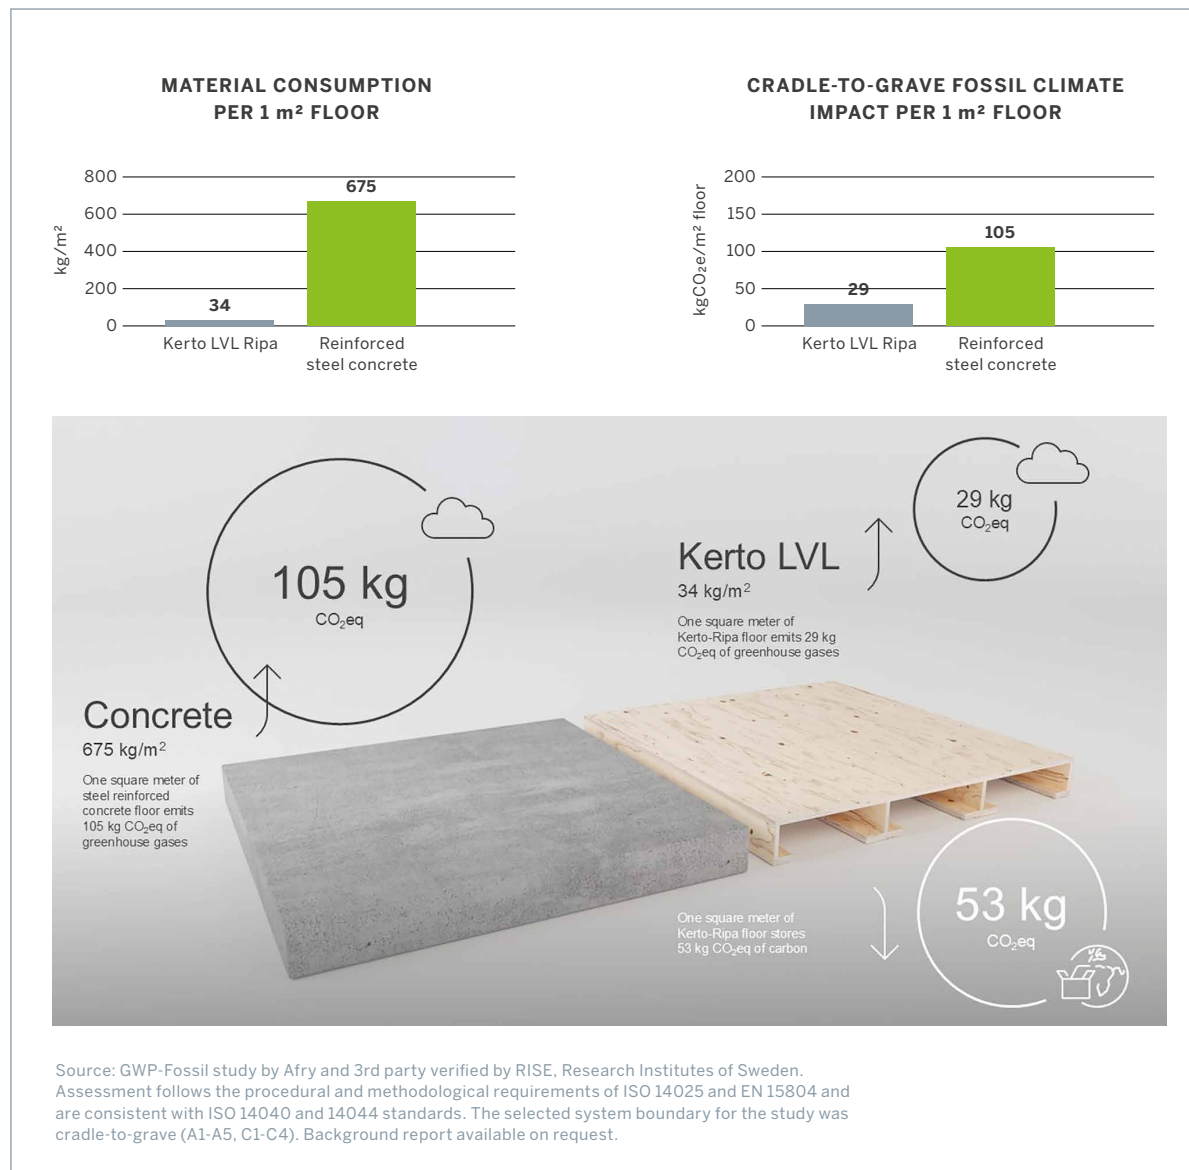 MATERIAL CONSUMPTION
PER 1 m² FLOOR
kg/m²
800
600
400
200
0
675
34
Kerto LVL Ripa
Reinforced
steel concrete
CRADLE-TO-GRAVE FOSSIL CLIMATE
IMPACT PER 1 m² FLOOR
kgCO₂e/m² floor
200
150
100
50
0
105
29
Kerto LVL Ripa
Reinforced
steel concrete
105 kg
CO₂eq
Concrete
675 kg/m²
One square meter of
steel reinforced
concrete floor emits
105 kg CO₂eq of
greenhouse gases
29 kg
CO₂eq
Kerto LVL
34 kg/m²
One square meter of
Kerto-Ripa floor emits 29 kg
CO₂eq of greenhouse gases
One square meter of
Kerto-Ripa floor stores
53 kg CO₂eq of carbon
53 kg
CO₂eq
Source: GWP-Fossil study by Afry and 3rd party verified by RISE, Research Institutes of Sweden.
Assessment follows the procedural and methodological requirements of ISO 14025 and EN 15804 and
are consistent with ISO 14040 and 14044 standards. The selected system boundary for the study was
cradle-to-grave (A1-A5, C1-C4). Background report available on request.